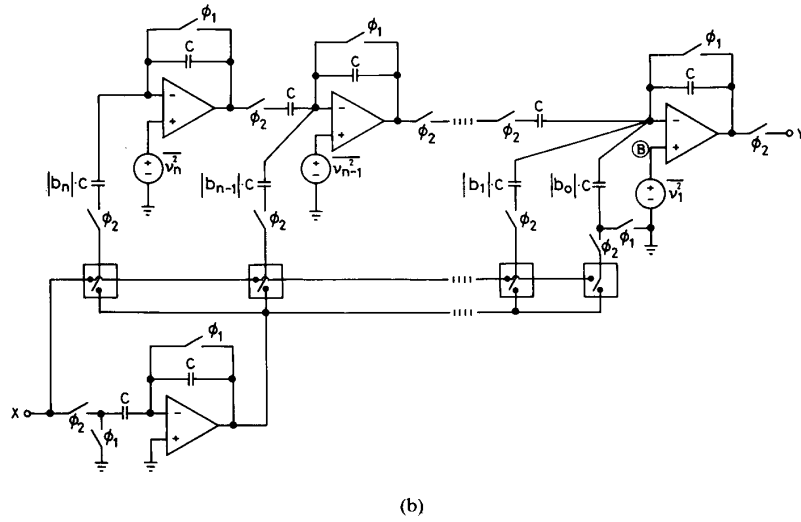 ϕ₁
C
−
+
ϕ₂
C
|bₙ|·C
+
−
v̅ₙ²
ϕ₂
ϕ₁
C
−
+
ϕ₂
|bₙ₋₁|·C
+
−
v̅ₙ₋₁²
ϕ₂
ϕ₂
C
ϕ₁
C
−
+
ϕ₂
Y
B
|b₁|·C
|b₀|·C
+
−
v̅₁²
ϕ₂
ϕ₂
ϕ₁
X
ϕ₂
ϕ₁
C
ϕ₁
C
−
+
(b)